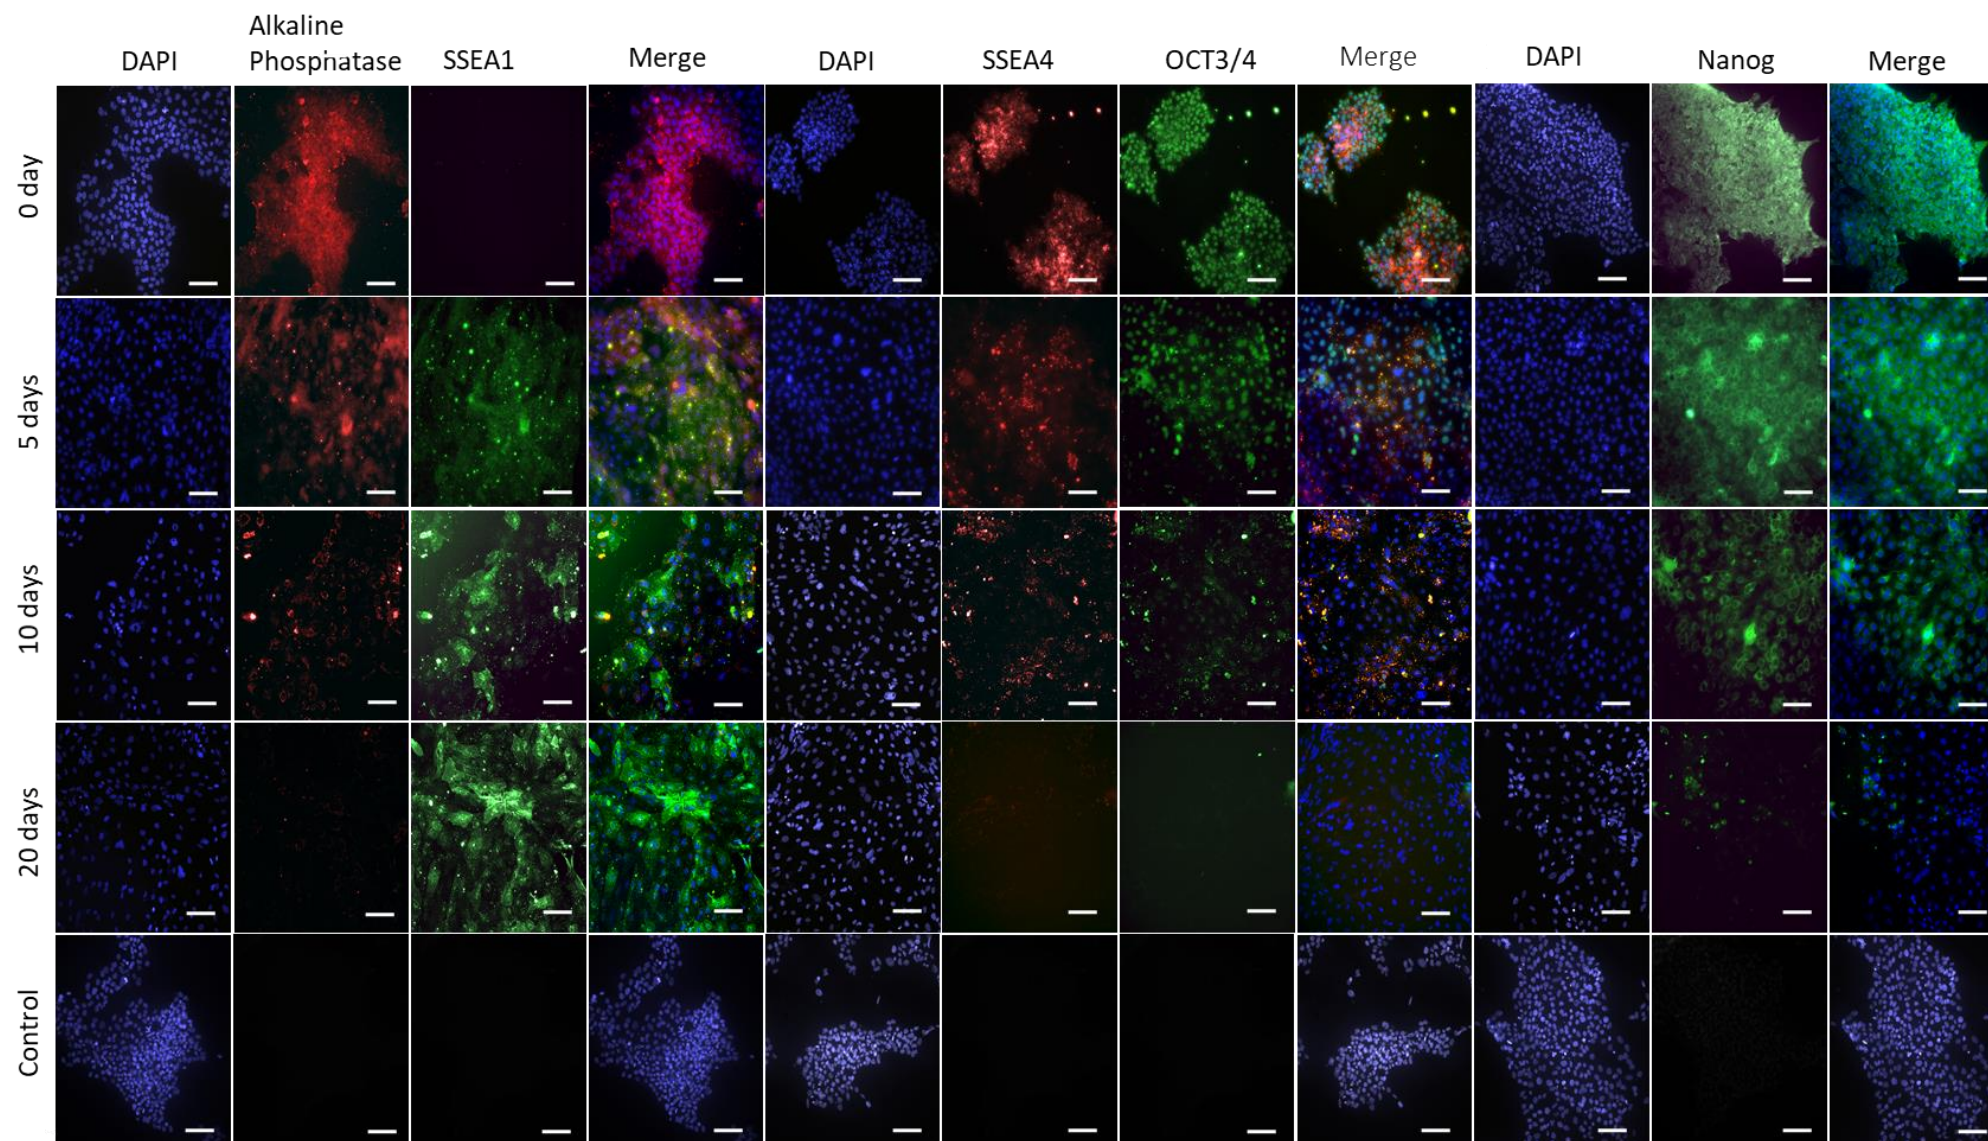 Alkaline
DAPI Phosphatase SSEA1 Merge DAPI SSEA4 OCT3/4 Merge DAPI Nanog Merge
0 day
5 days
10 days
20 days
Control